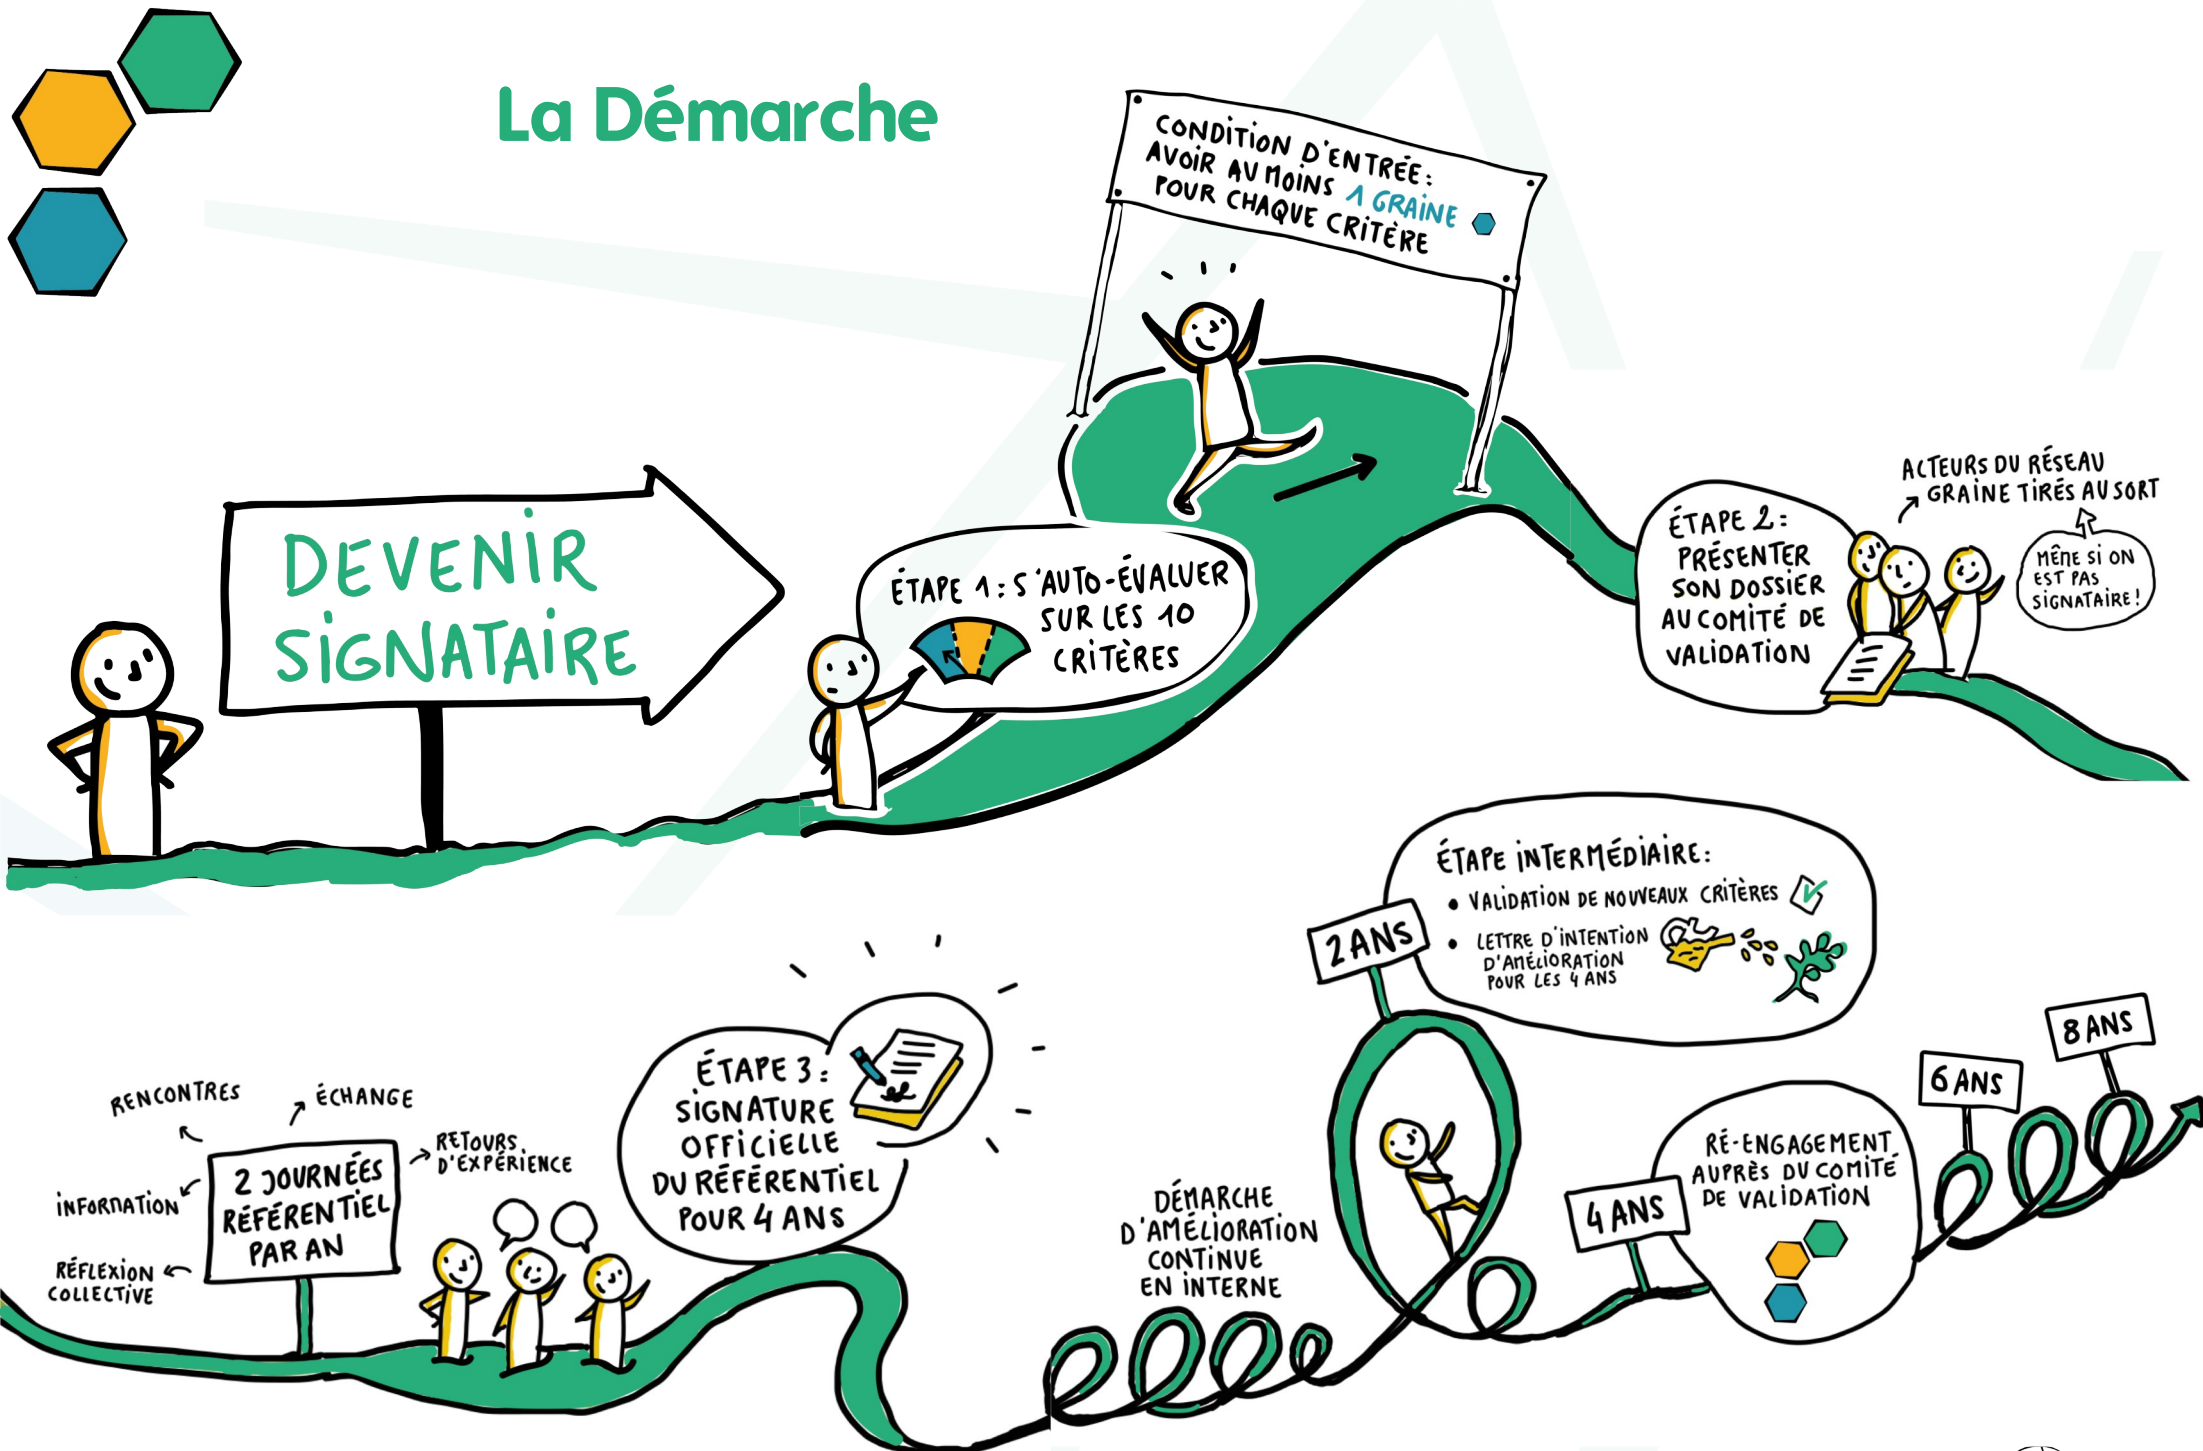 La Démarche
CONDITION D'ENTRÉE:
AVOIR AU MOINS 1 GRAINE
POUR CHAQUE CRITÈRE
DEVENIR
SIGNATAIRE
ÉTAPE 1: S'AUTO-ÉVALUER
SUR LES 10
CRITÈRES
ÉTAPE 2:
PRÉSENTER
SON DOSSIER
AU COMITÉ DE
VALIDATION
ACTEURS DU RÉSEAU
GRAINE TIRÉS AU SORT
MÊME SI ON
EST PAS
SIGNATAIRE!
RENCONTRES
ÉCHANGE
RETOURS
D'EXPÉRIENCE
INFORMATION
RÉFLEXION
COLLECTIVE
2 JOURNÉES
RÉFÉRENTIEL
PAR AN
ÉTAPE 3:
SIGNATURE
OFFICIELLE
DU RÉFÉRENTIEL
POUR 4 ANS
DÉMARCHE
D'AMÉLIORATION
CONTINUE
EN INTERNE
2 ANS
ÉTAPE INTERMÉDIAIRE:
• VALIDATION DE NOUVEAUX CRITÈRES
• LETTRE D'INTENTION
D'AMÉLIORATION
POUR LES 4 ANS
4 ANS
RÉ-ENGAGEMENT
AUPRÈS DU COMITÉ
DE VALIDATION
6 ANS
8 ANS